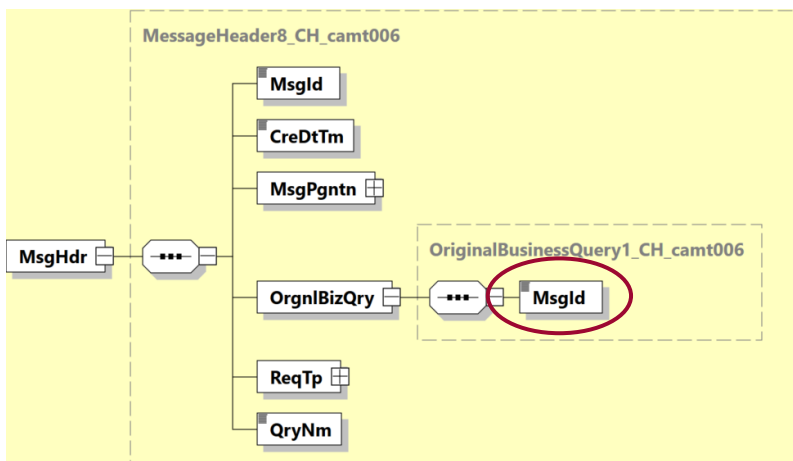 MessageHeader8_CH_camt006
MsgId
CreDtTm
MsgPgntn
MsgHdr
OriginalBusinessQuery1_CH_camt006
OrgnlBizQry
MsgId
ReqTp
QryNm